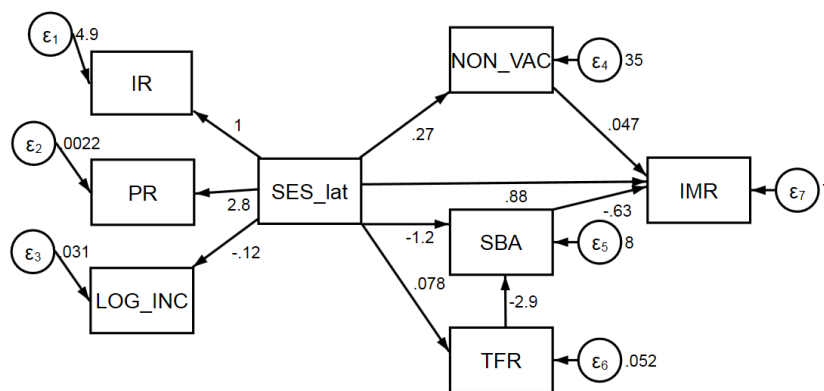 ε1 4.9
IR
NON_VAC
ε4 35
ε2 .0022
1
.27
.047
PR
2.8
SES_lat
.88
IMR
ε7
-.63
ε3 .031
-.12
-1.2
SBA
ε5 8
LOG_INC
.078
-2.9
TFR
ε6 .052